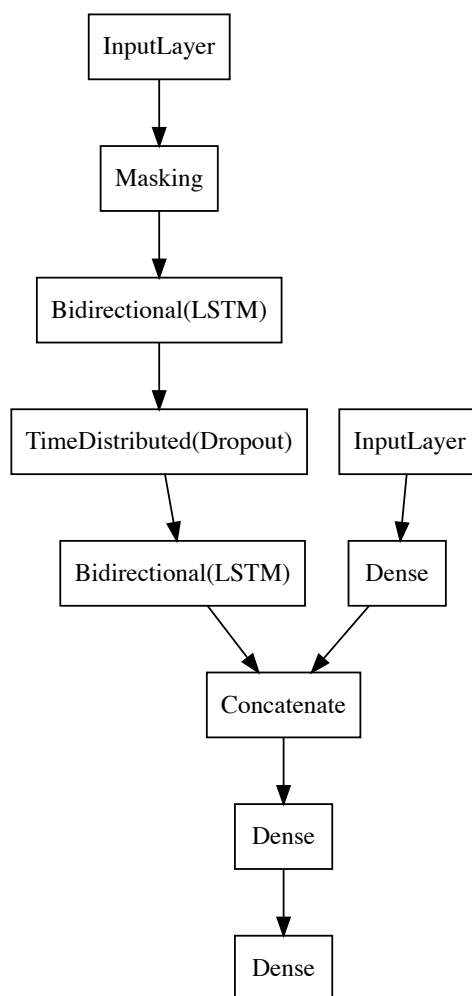 InputLayer
Masking
Bidirectional(LSTM)
TimeDistributed(Dropout)
InputLayer
Bidirectional(LSTM)
Dense
Concatenate
Dense
Dense